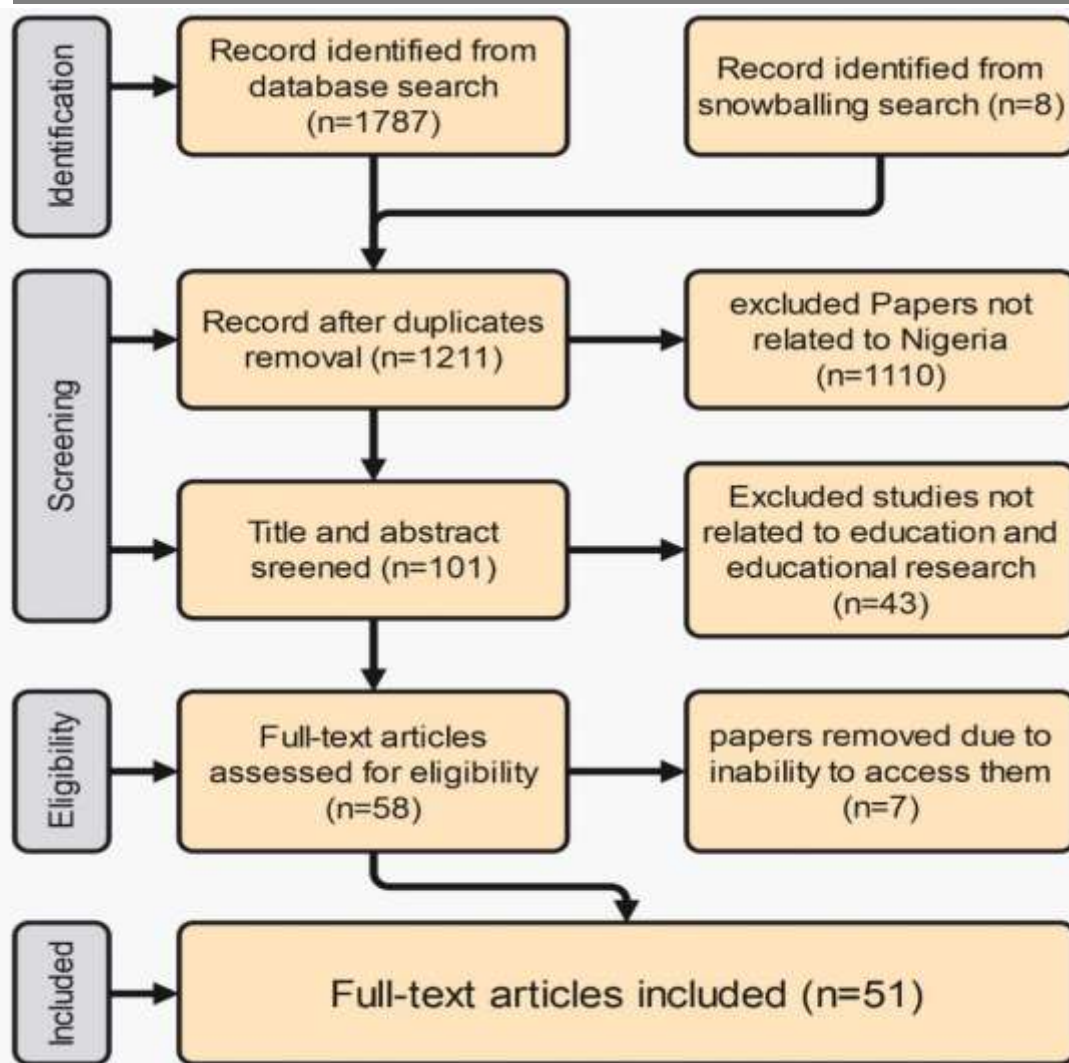 Identification
Record identified from
database search
(n=1787)
Record identified from
snowballing search (n=8)
Screening
Record after duplicates
removal (n=1211)
excluded Papers not
related to Nigeria
(n=1110)
Title and abstract
sreened (n=101)
Excluded studies not
related to education and
educational research
(n=43)
Eligibility
Full-text articles
assessed for eligibility
(n=58)
papers removed due to
inability to access them
(n=7)
Included
Full-text articles included (n=51)